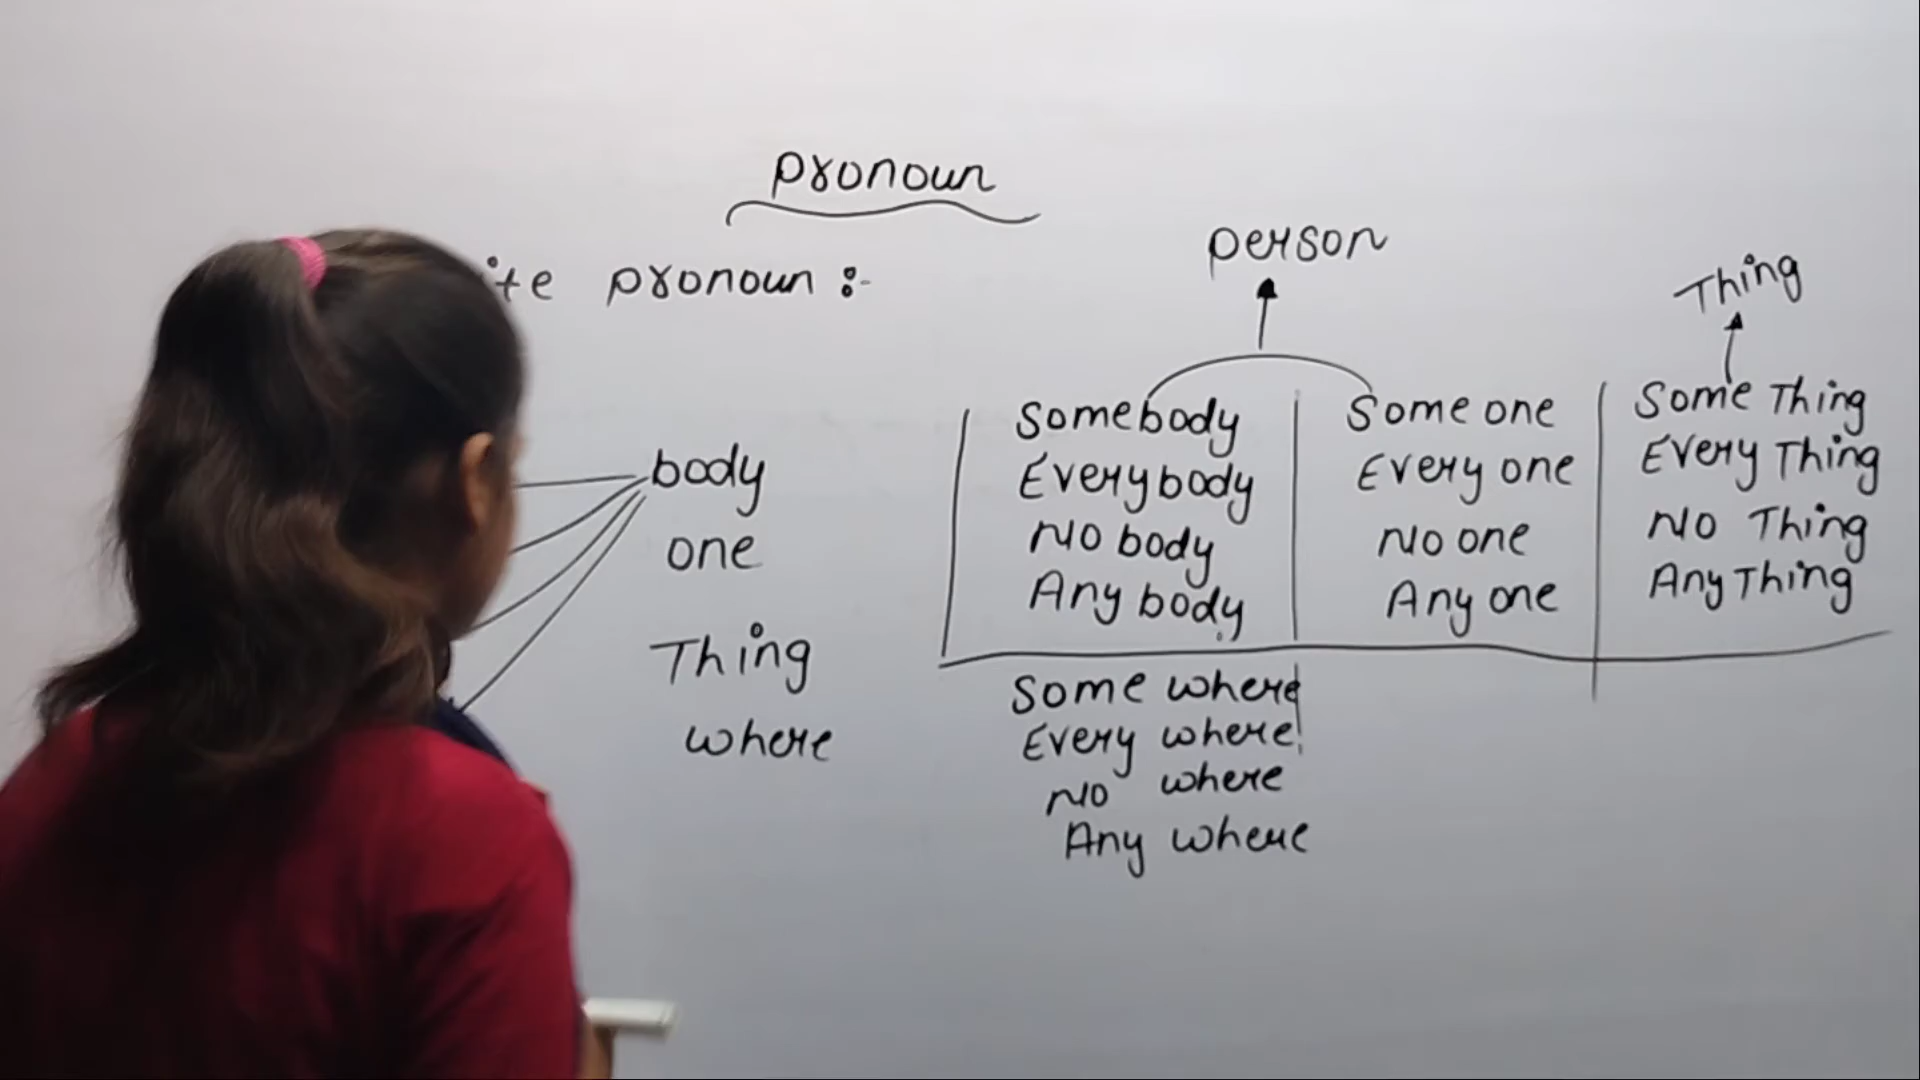 pronoun
pronoun :-
body
one
Thing
where
person
Thing
Somebody
Everybody
No body
Any body
Some one
Every one
No one
Any one
Some Thing
Every Thing
No Thing
Any Thing
Some where
Every where
No where
Any where